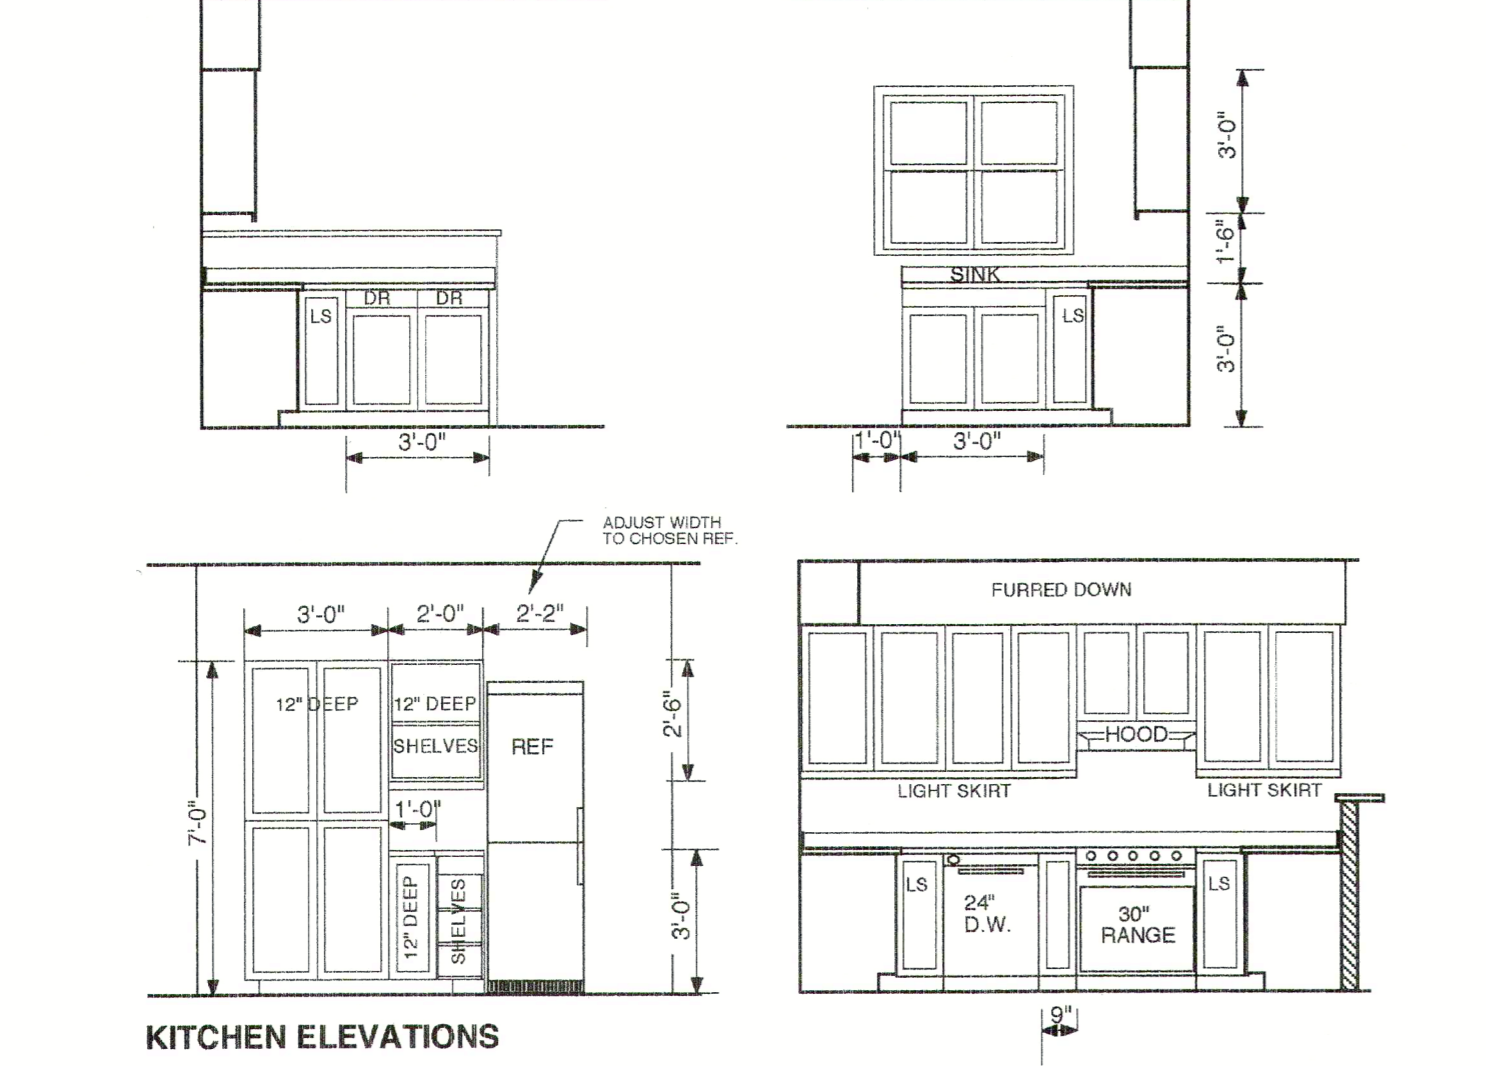 3'-0"
1'-6"
3'-0"
DR DR
LS
3'-0"
SINK
LS
1'-0" 3'-0"
ADJUST WIDTH
TO CHOSEN REF.
3'-0" 2'-0" 2'-2"
12" DEEP 12" DEEP
SHELVES
REF
2'-6"
7'-0"
1'-0"
12" DEEP
SHELVES
3'-0"
KITCHEN ELEVATIONS
FURRED DOWN
HOOD
LIGHT SKIRT LIGHT SKIRT
LS
24"
D.W.
30"
RANGE
LS
9"